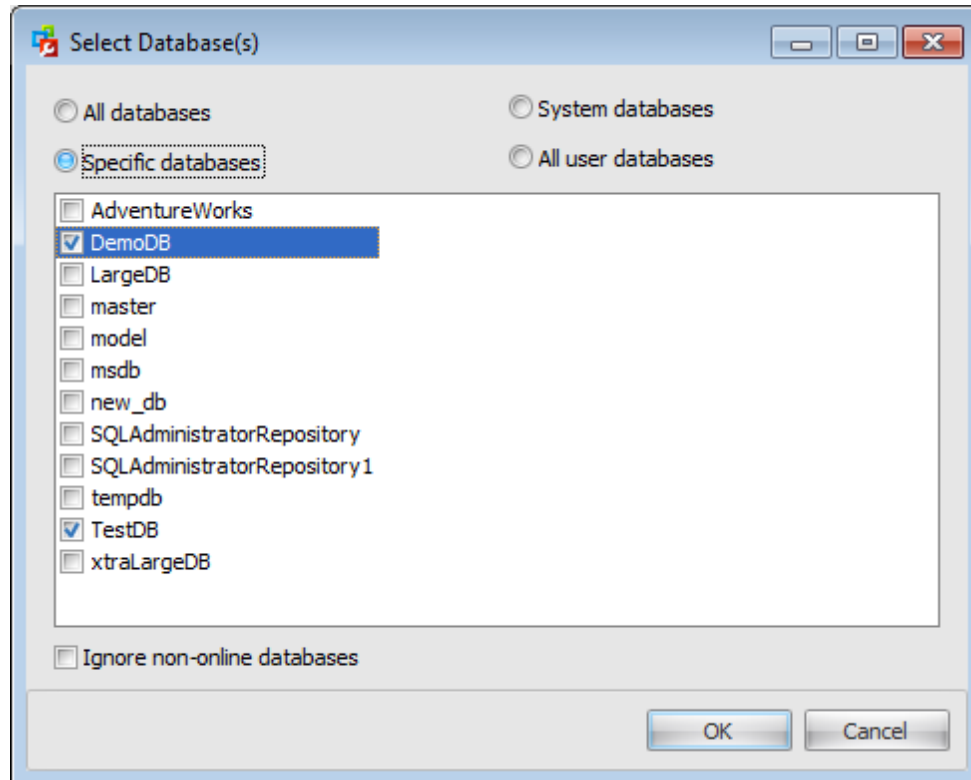 Select Database(s)
All databases
System databases
Specific databases
All user databases
AdventureWorks
DemoDB
LargeDB
master
model
msdb
new_db
SQLAdministratorRepository
SQLAdministratorRepository1
tempdb
TestDB
xtraLargeDB
Ignore non-online databases
OK
Cancel